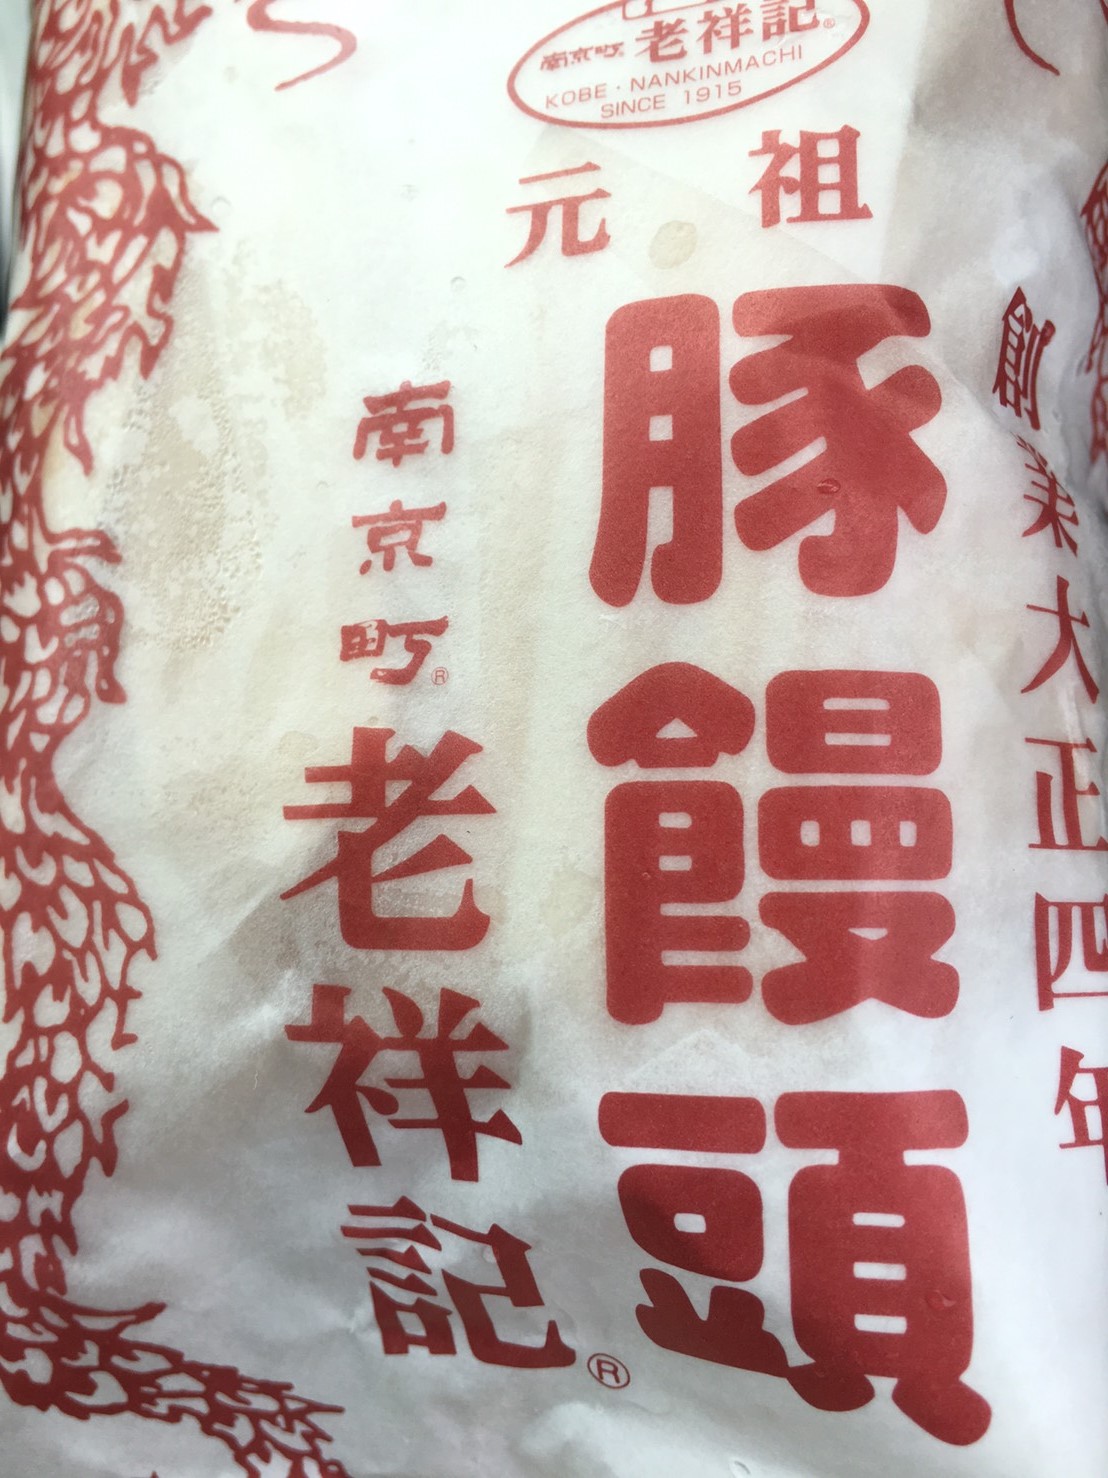 南京町 老祥記®
KOBE・NANKINMACHI
SINCE 1915
元祖
創業大正四年
豚饅頭
南京町®
老祥記®